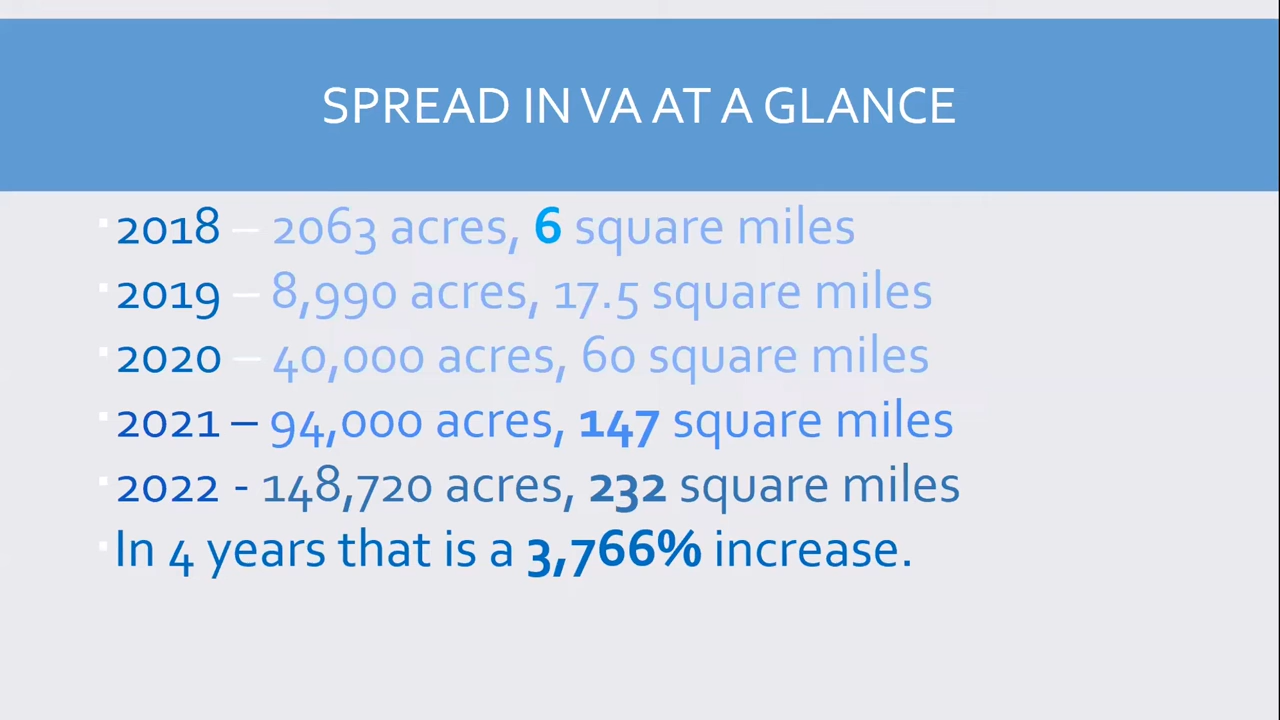 SPREAD IN VA AT A GLANCE
▪2018 – 2063 acres, 6 square miles
▪2019 – 8,990 acres, 17.5 square miles
▪2020 – 40,000 acres, 60 square miles
▪2021 – 94,000 acres, 147 square miles
▪2022 - 148,720 acres, 232 square miles
▪In 4 years that is a 3,766% increase.